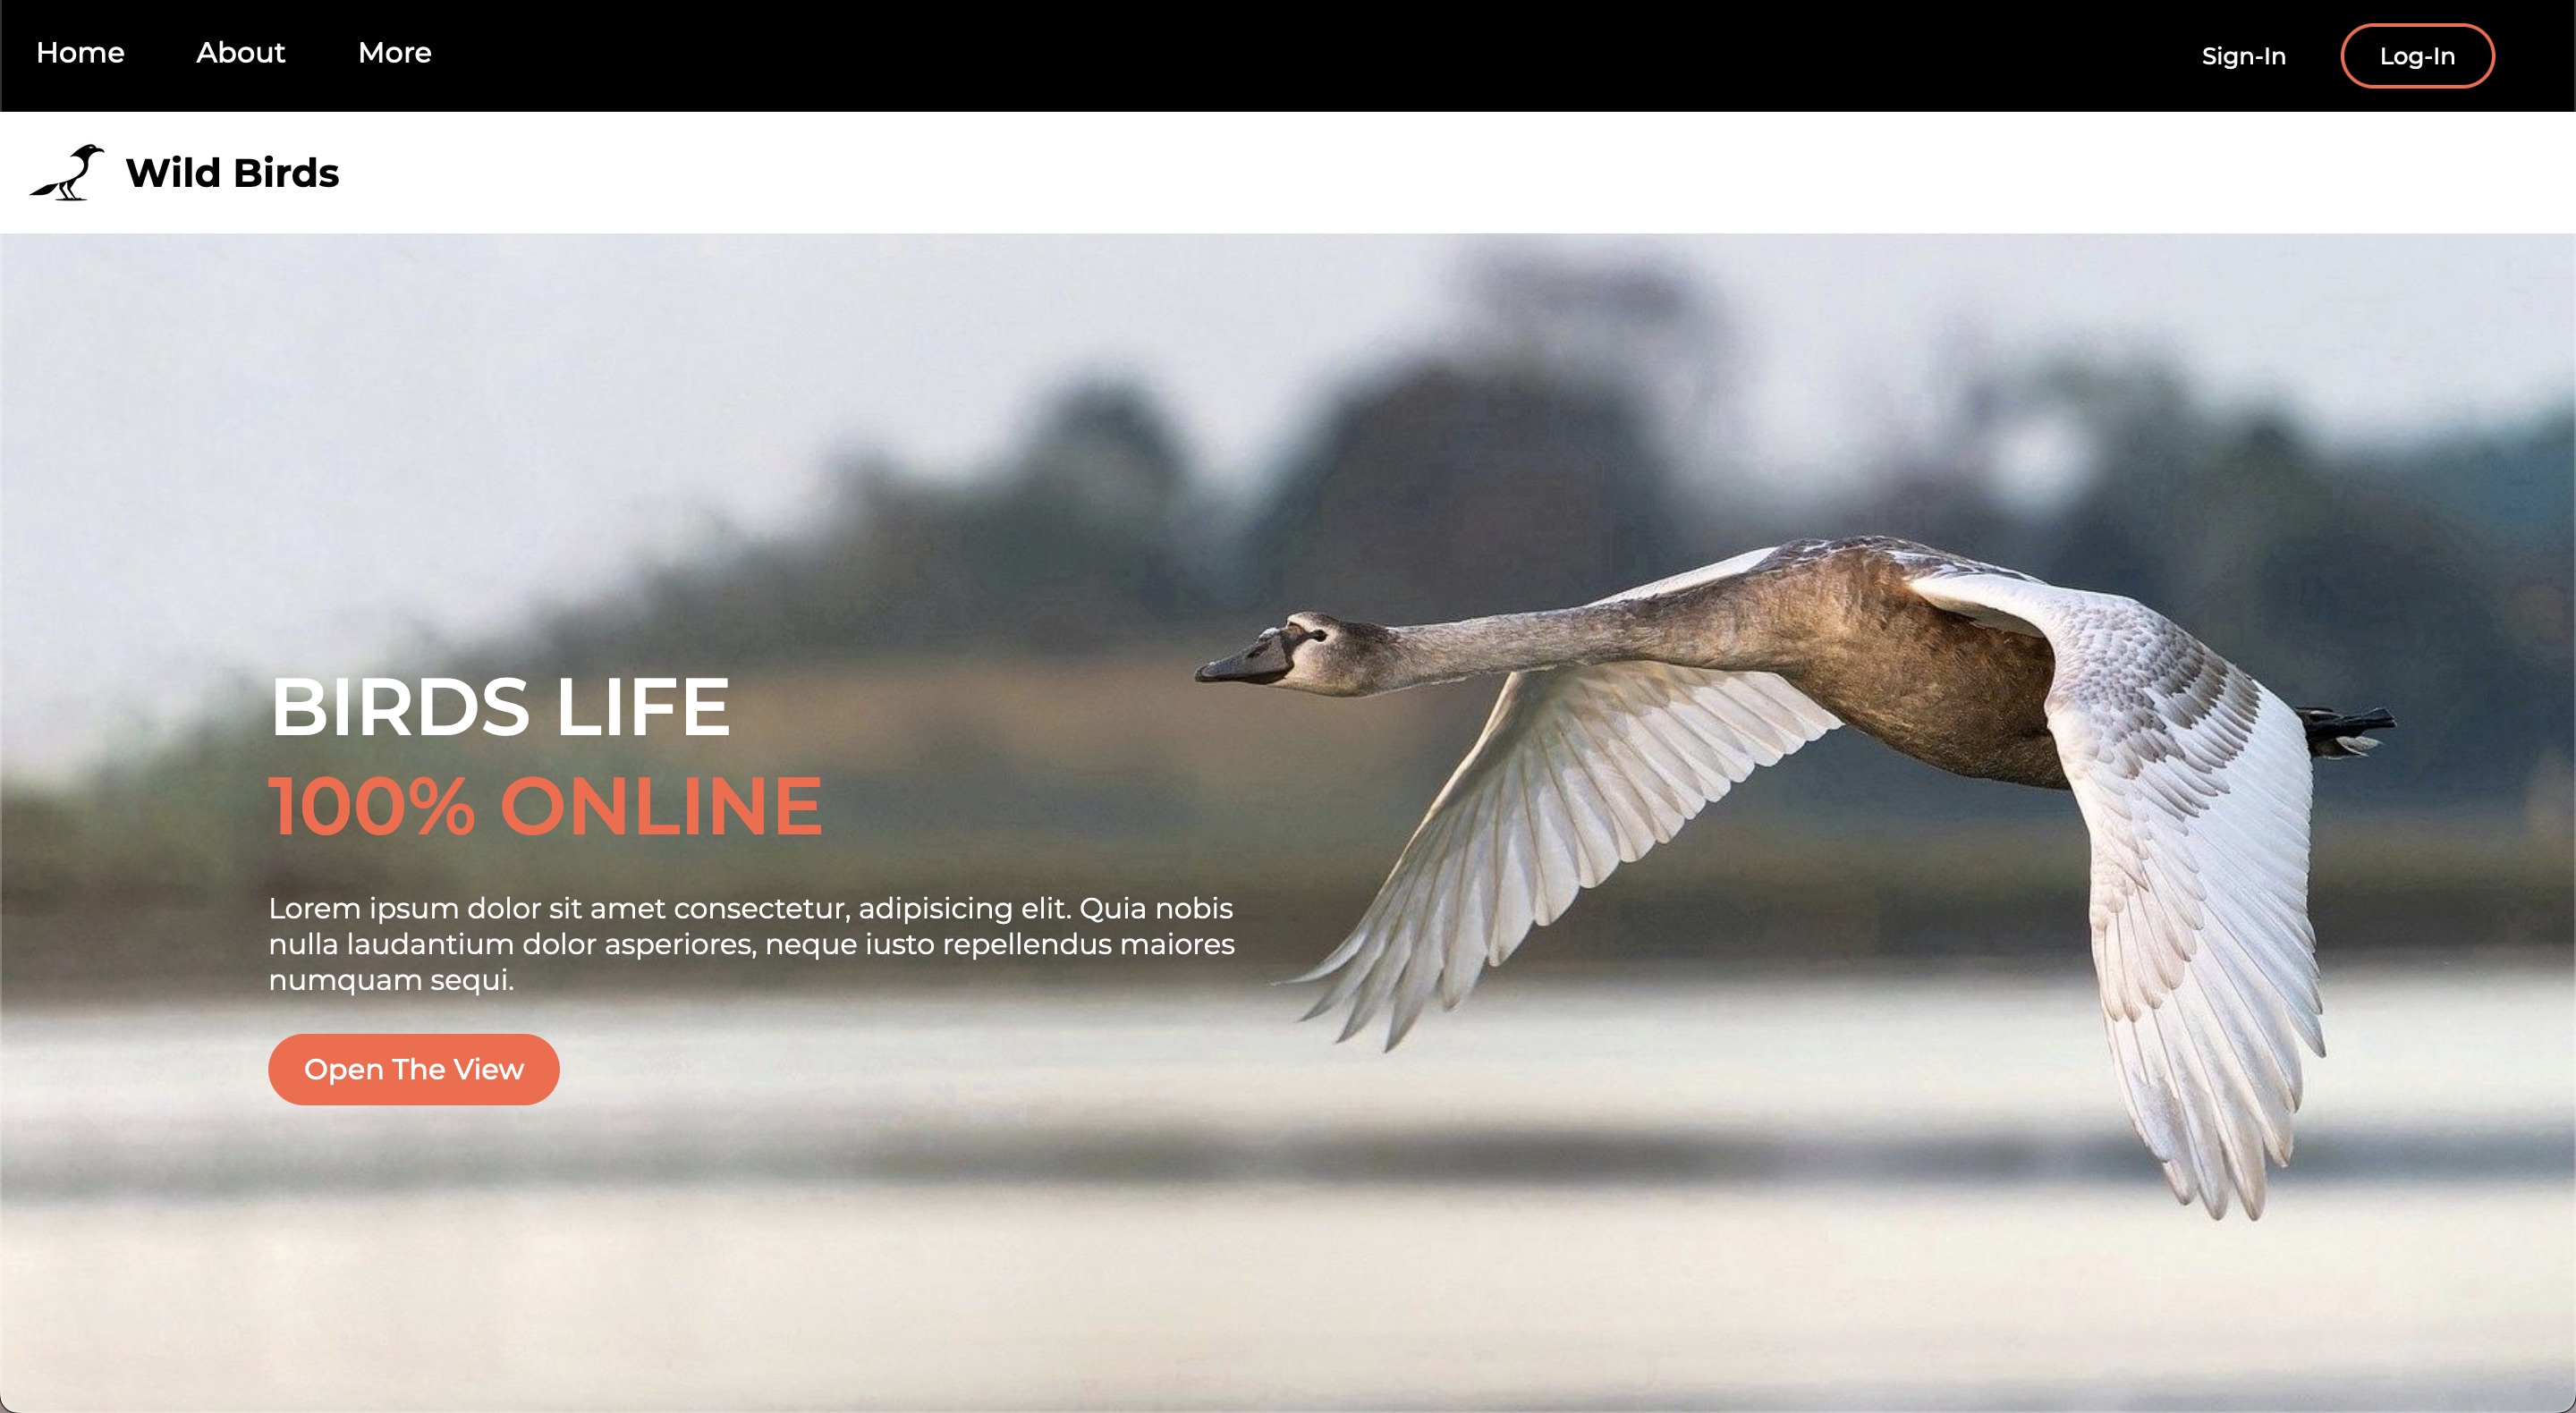 Home About More Sign-In Log-In
Wild Birds
BIRDS LIFE
100% ONLINE
Lorem ipsum dolor sit amet consectetur, adipisicing elit. Quia nobis
nulla laudantium dolor asperiores, neque iusto repellendus maiores
numquam sequi.
Open The View